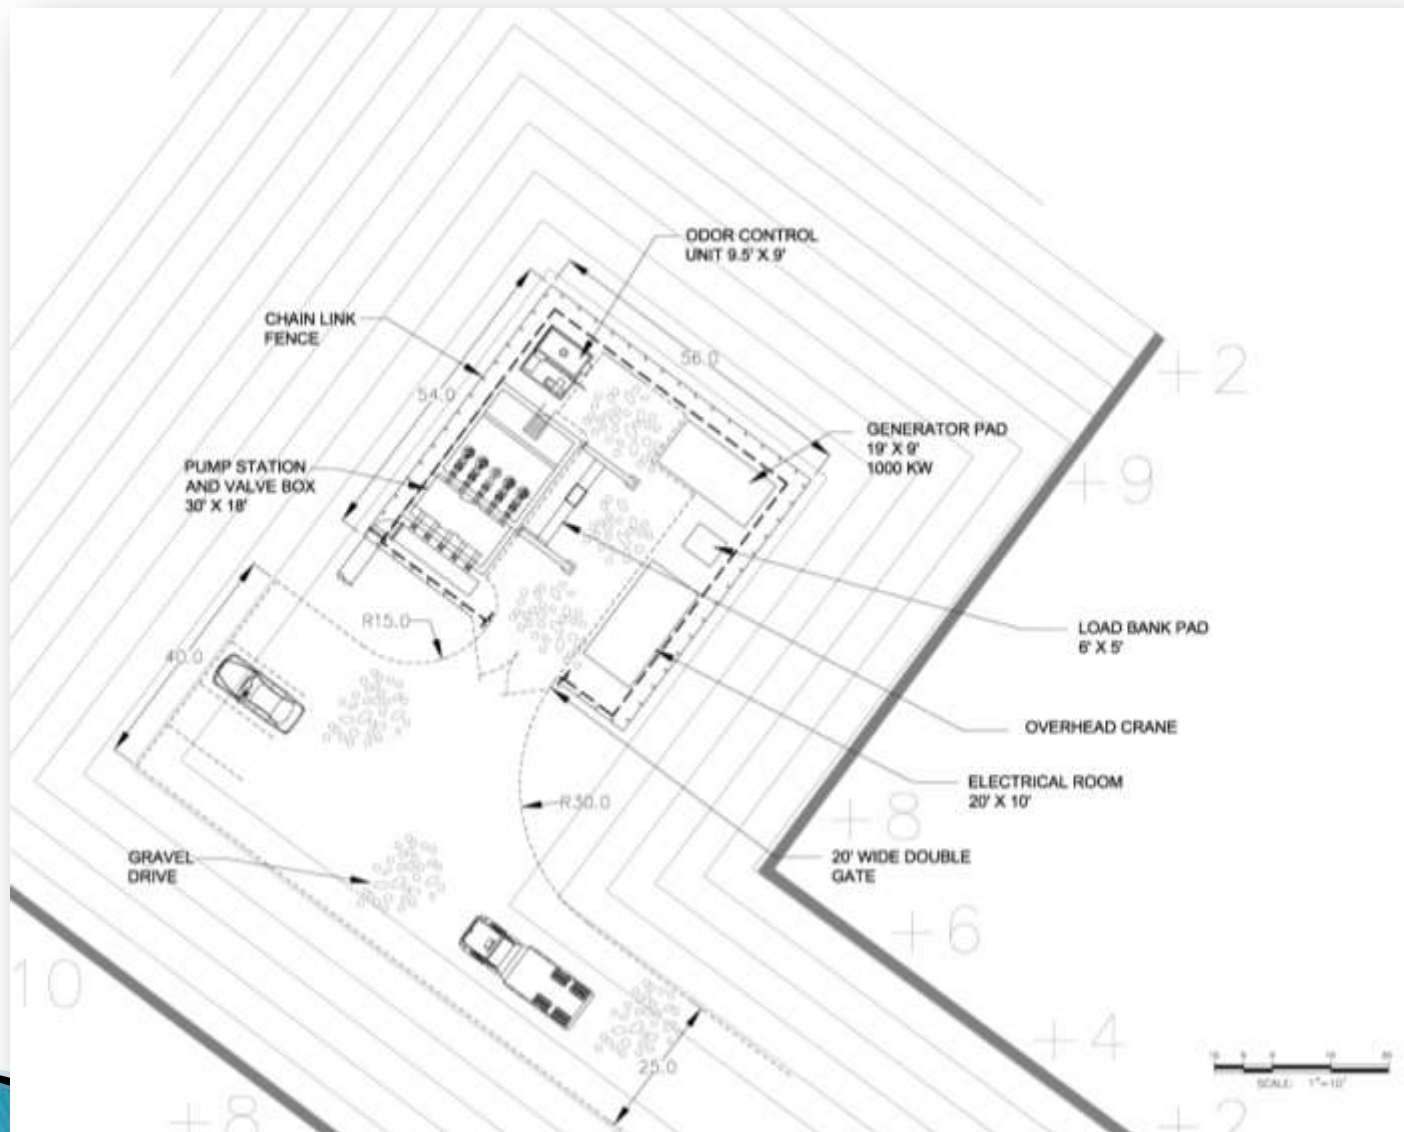 ODOR CONTROL
UNIT 9.5' X 9'
CHAIN LINK
FENCE
56.0
+2
54.0
GENERATOR PAD
19' X 9'
1000 KW
PUMP STATION
AND VALVE BOX
30' X 18'
+9
R15.0
LOAD BANK PAD
6' X 5'
40.0
OVERHEAD CRANE
ELECTRICAL ROOM
20' X 10'
R30.0
+8
GRAVEL
DRIVE
20' WIDE DOUBLE
GATE
+6
10
+4
25.0
SCALE: 1"=10'
+8
+2